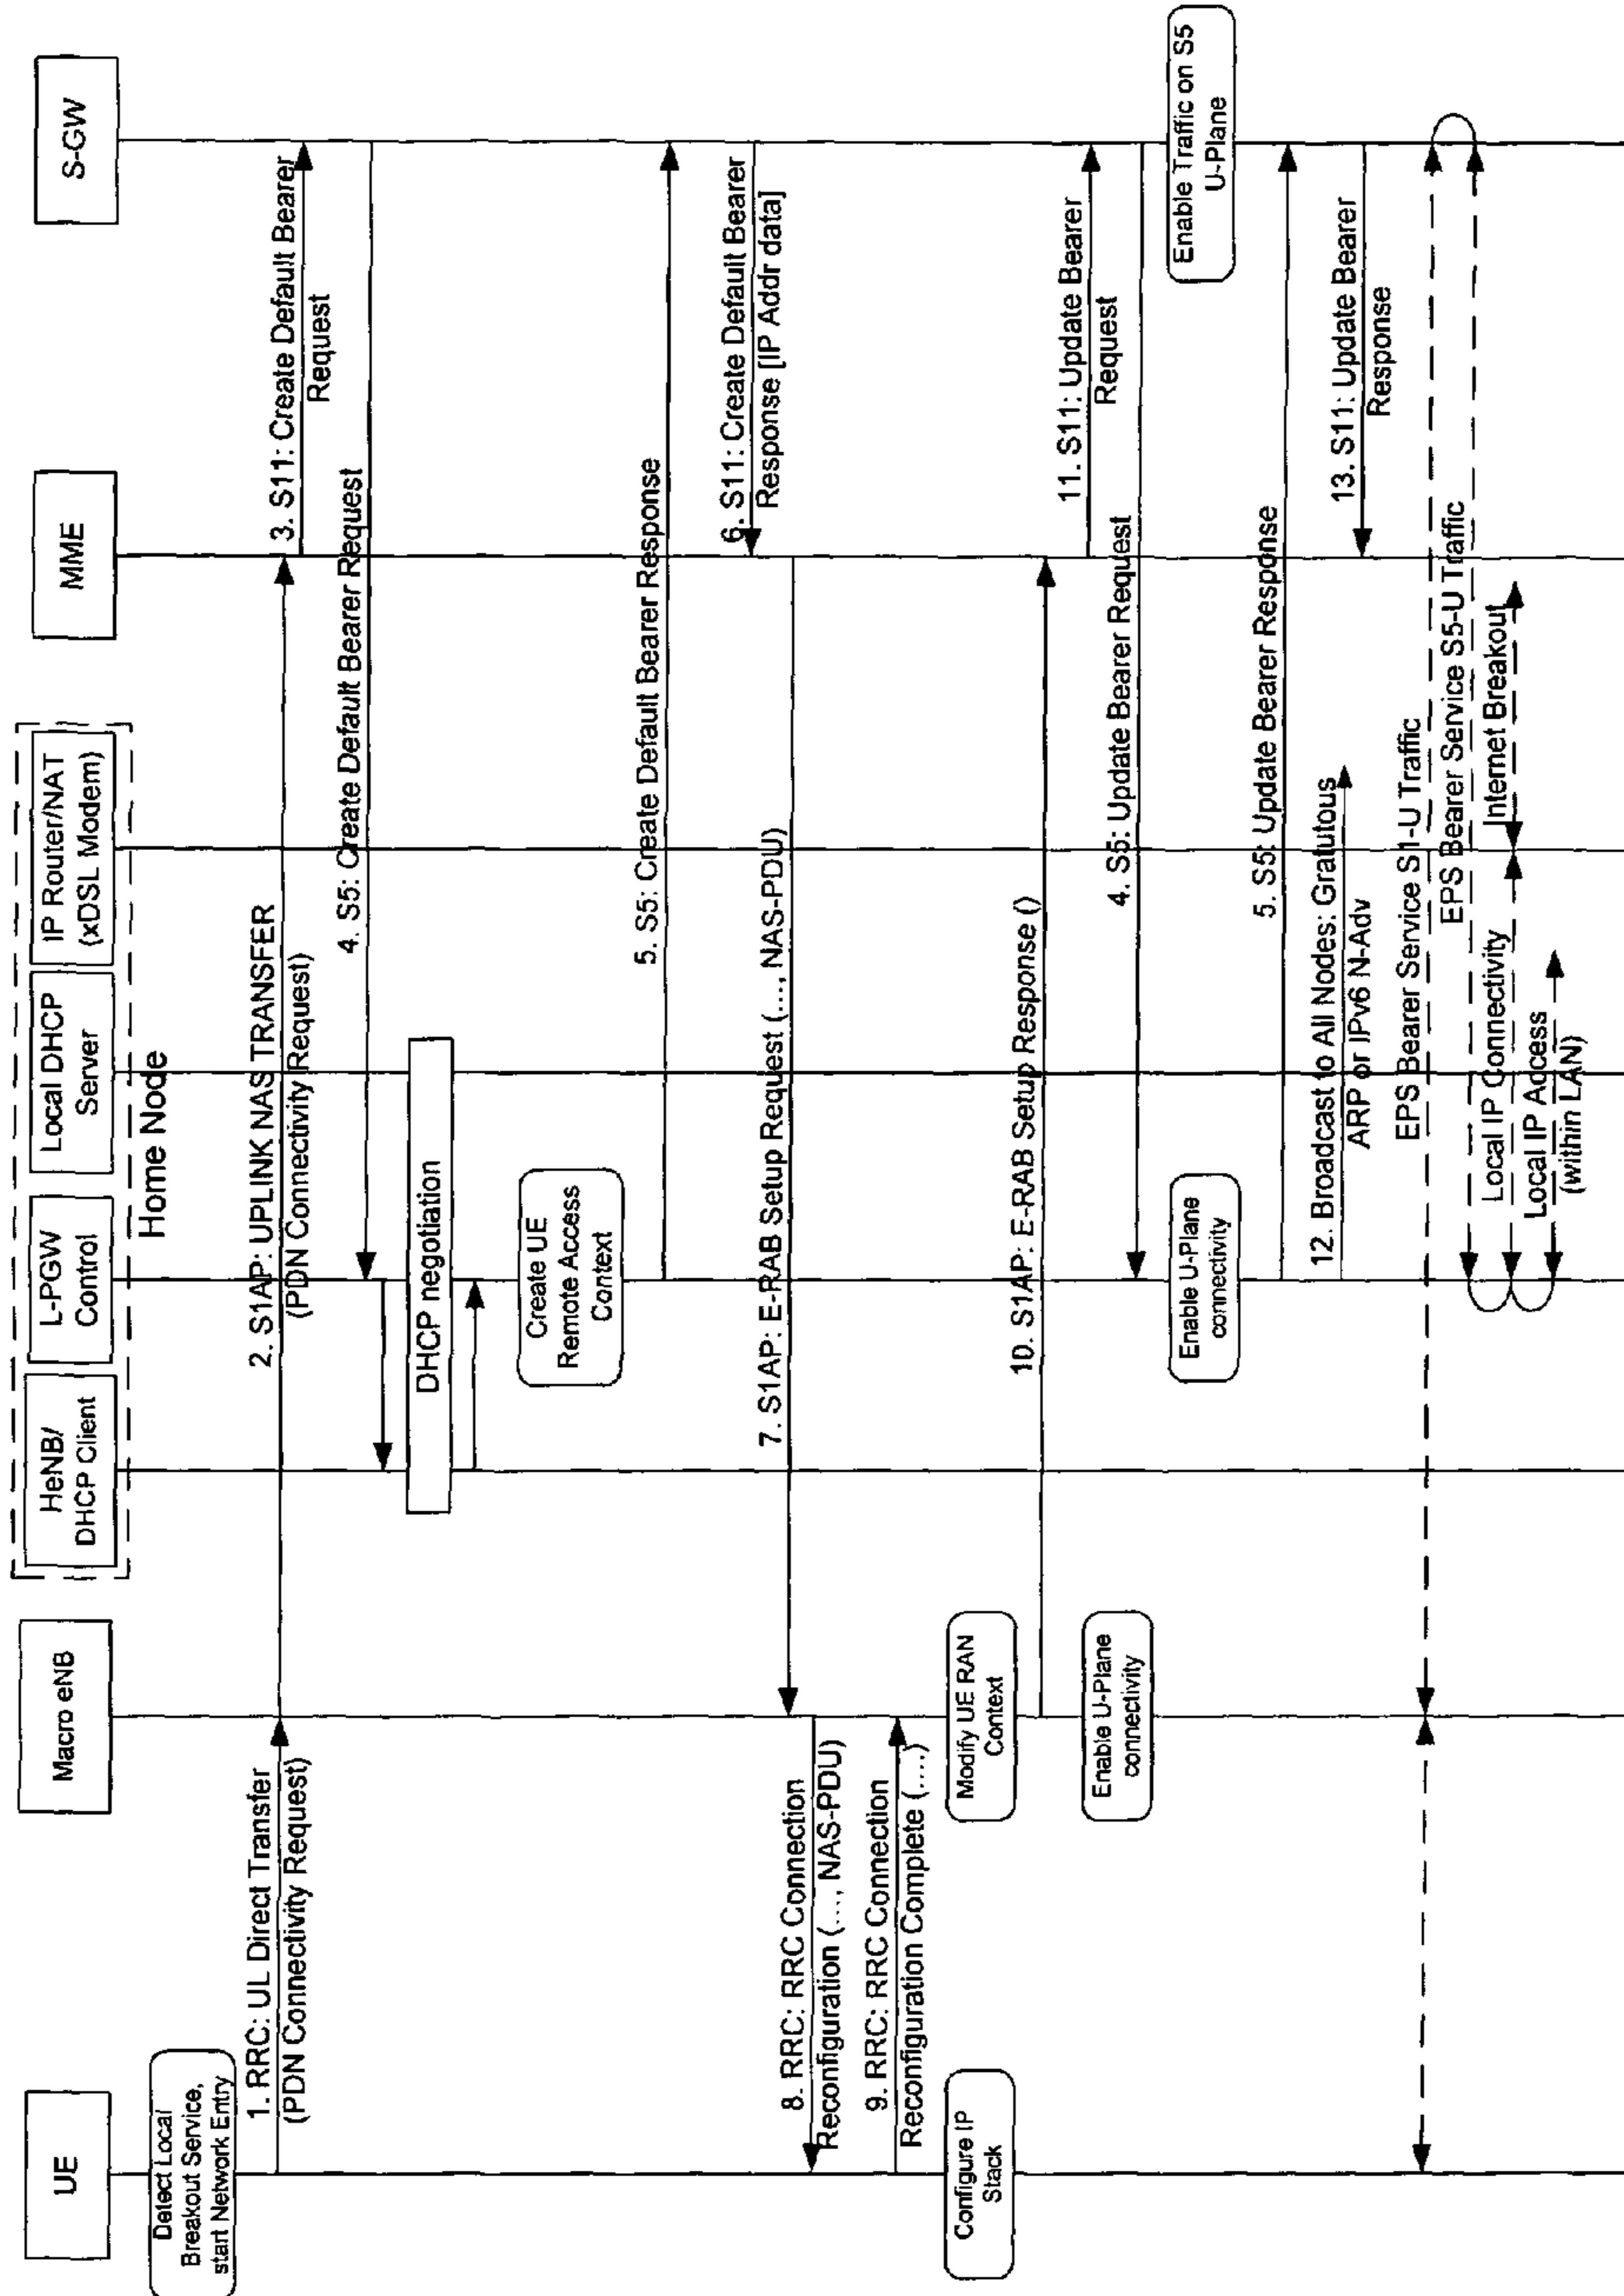 UE
Macro eNB
HeNB/
DHCP Client
L-PGW
Control
Local DHCP
Server
IP Router/NAT
(xDSL Modem)
Home Node
MME
S-GW
Detect Local
Breakout Service,
start Network Entry
1. RRC: UL Direct Transfer
(PDN Connectivity Request)
2. S1AP: UPLINK NAS TRANSFER
(PDN Connectivity Request)
3. S11: Create Default Bearer
Request
4. S5: Create Default Bearer Request
DHCP negotiation
Create UE
Remote Access
Context
5. S5: Create Default Bearer Response
6. S11: Create Default Bearer
Response [IP Addr data]
7. S1AP: E-RAB Setup Request (..., NAS-PDU)
8. RRC: RRC Connection
Reconfiguration (..., NAS-PDU)
9. RRC: RRC Connection
Reconfiguration Complete (....)
Configure IP
Stack
Modify UE RAN
Context
10. S1AP: E-RAB Setup Response ()
11. S11: Update Bearer
Request
Enable U-Plane
connectivity
4. S5: Update Bearer Request
Enable U-Plane
connectivity
Enable Traffic on S5
U-Plane
5. S5: Update Bearer Response
12. Broadcast to All Nodes: Gratutous
ARP or IPv6 N-Adv
13. S11: Update Bearer
Response
EPS Bearer Service S1-U Traffic
EPS Bearer Service S5-U Traffic
Local IP Connectivity
Internet Breakout
Local IP Access
(within LAN)